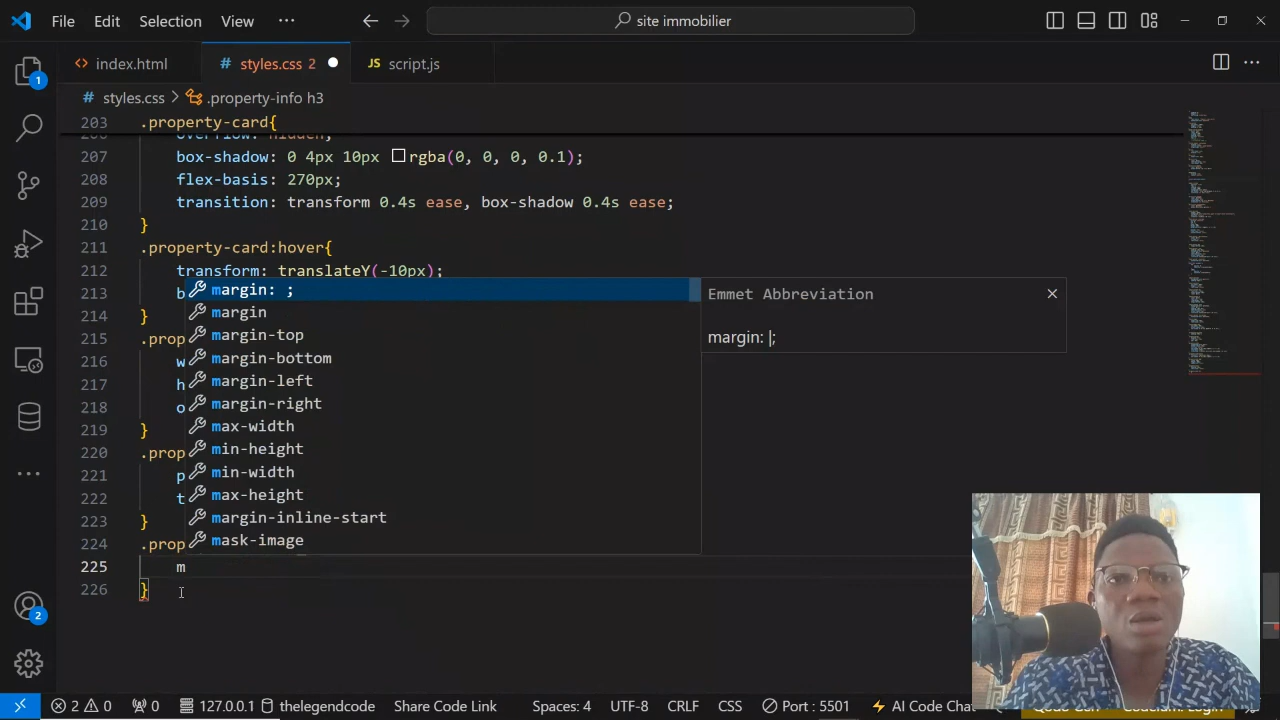 File Edit Selection View ··· site immobilier
index.html
styles.css 2
script.js
styles.css > .property-info h3
203 .property-card{
overflow: hidden;
207 box-shadow: 0 4px 10px rgba(0, 0, 0, 0.1);
208 flex-basis: 270px;
209 transition: transform 0.4s ease, box-shadow 0.4s ease;
210 }
211 .property-card:hover{
212 transform: translateY(-10px);
213 b
214 }
215 .prop
216 w
217 h
218 o
219 }
220 .prop
221 p
222 t
223 }
224 .prop
225 m
226 }
margin: ;
margin
margin-top
margin-bottom
margin-left
margin-right
max-width
min-height
min-width
max-height
margin-inline-start
mask-image
Emmet Abbreviation
margin: |;
1
2
2 0 0 127.0.0.1 thelegendcode Share Code Link Spaces: 4 UTF-8 CRLF CSS Port : 5501 AI Code Chat